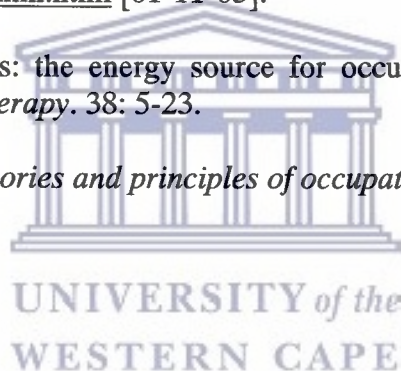 [01-11-05].
s: the energy source for occu
erapy. 38: 5-23.
ories and principles of occupat
UNIVERSITY of the
WESTERN CAPE